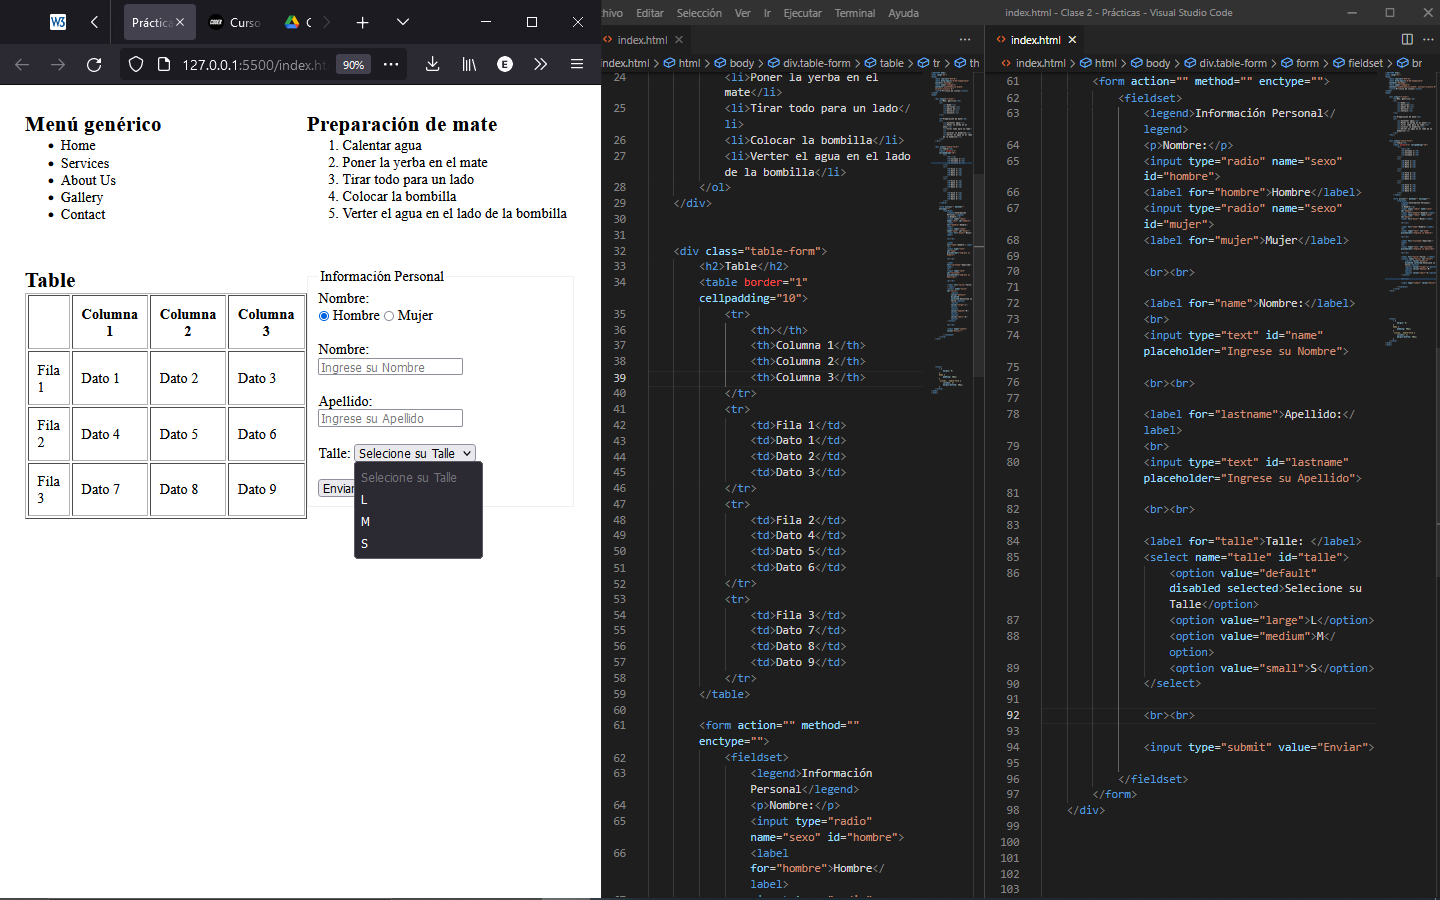 Práctica
Curso
C
127.0.0.1:5500/index.ht
90%
Menú genérico
Home
Services
About Us
Gallery
Contact
Preparación de mate
1. Calentar agua
2. Poner la yerba en el mate
3. Tirar todo para un lado
4. Colocar la bombilla
5. Verter el agua en el lado de la bombilla
Table
Columna 1
Columna 2
Columna 3
Fila 1
Dato 1
Dato 2
Dato 3
Fila 2
Dato 4
Dato 5
Dato 6
Fila 3
Dato 7
Dato 8
Dato 9
Información Personal
Nombre:
Hombre Mujer
Nombre:
Ingrese su Nombre
Apellido:
Ingrese su Apellido
Talle: Selecione su Talle
Selecione su Talle
L
M
S
Enviar
chivo Editar Selección Ver Ir Ejecutar Terminal Ayuda
index.html - Clase 2 - Prácticas - Visual Studio Code
index.html
index.html > html > body > div.table-form > table > tr > th
24 <li>Poner la yerba en el
mate</li>
25 <li>Tirar todo para un lado</
li>
26 <li>Colocar la bombilla</li>
27 <li>Verter el agua en el lado
de la bombilla</li>
28 </ol>
29 </div>
30
31
32 <div class="table-form">
33 <h2>Table</h2>
34 <table border="1"
cellpadding="10">
35 <tr>
36 <th></th>
37 <th>Columna 1</th>
38 <th>Columna 2</th>
39 <th>Columna 3</th>
40 </tr>
41 <tr>
42 <td>Fila 1</td>
43 <td>Dato 1</td>
44 <td>Dato 2</td>
45 <td>Dato 3</td>
46 </tr>
47 <tr>
48 <td>Fila 2</td>
49 <td>Dato 4</td>
50 <td>Dato 5</td>
51 <td>Dato 6</td>
52 </tr>
53 <tr>
54 <td>Fila 3</td>
55 <td>Dato 7</td>
56 <td>Dato 8</td>
57 <td>Dato 9</td>
58 </tr>
59 </table>
60
61 <form action="" method=""
enctype="">
62 <fieldset>
63 <legend>Información
Personal</legend>
64 <p>Nombre:</p>
65 <input type="radio"
name="sexo" id="hombre">
66 <label
for="hombre">Hombre</
label>
index.html
index.html > html > body > div.table-form > form > fieldset > br
61 <form action="" method="" enctype="">
62 <fieldset>
63 <legend>Información Personal</
legend>
64 <p>Nombre:</p>
65 <input type="radio" name="sexo"
id="hombre">
66 <label for="hombre">Hombre</label>
67 <input type="radio" name="sexo"
id="mujer">
68 <label for="mujer">Mujer</label>
69
70 <br><br>
71
72 <label for="name">Nombre:</label>
73 <br>
74 <input type="text" id="name"
placeholder="Ingrese su Nombre">
75
76 <br><br>
77
78 <label for="lastname">Apellido:</
label>
79 <br>
80 <input type="text" id="lastname"
placeholder="Ingrese su Apellido">
81
82 <br><br>
83
84 <label for="talle">Talle: </label>
85 <select name="talle" id="talle">
86 <option value="default"
disabled selected>Selecione su
Talle</option>
87 <option value="large">L</option>
88 <option value="medium">M</
option>
89 <option value="small">S</option>
90 </select>
91
92 <br><br>
93
94 <input type="submit" value="Enviar">
95
96 </fieldset>
97 </form>
98 </div>
99
100
101
102
103